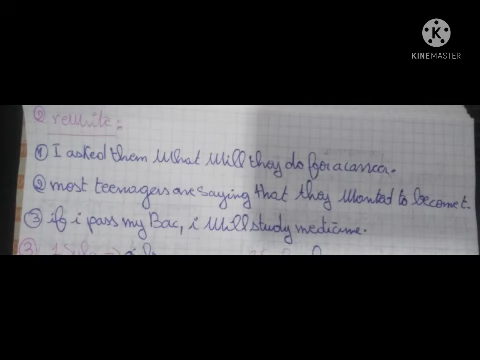 KINEMASTER
② rewrite:
① I asked them what will they do for a career.
② most teenagers are saying that they wanted to become t.
③ if i pass my Bac, i will study medicine.
③